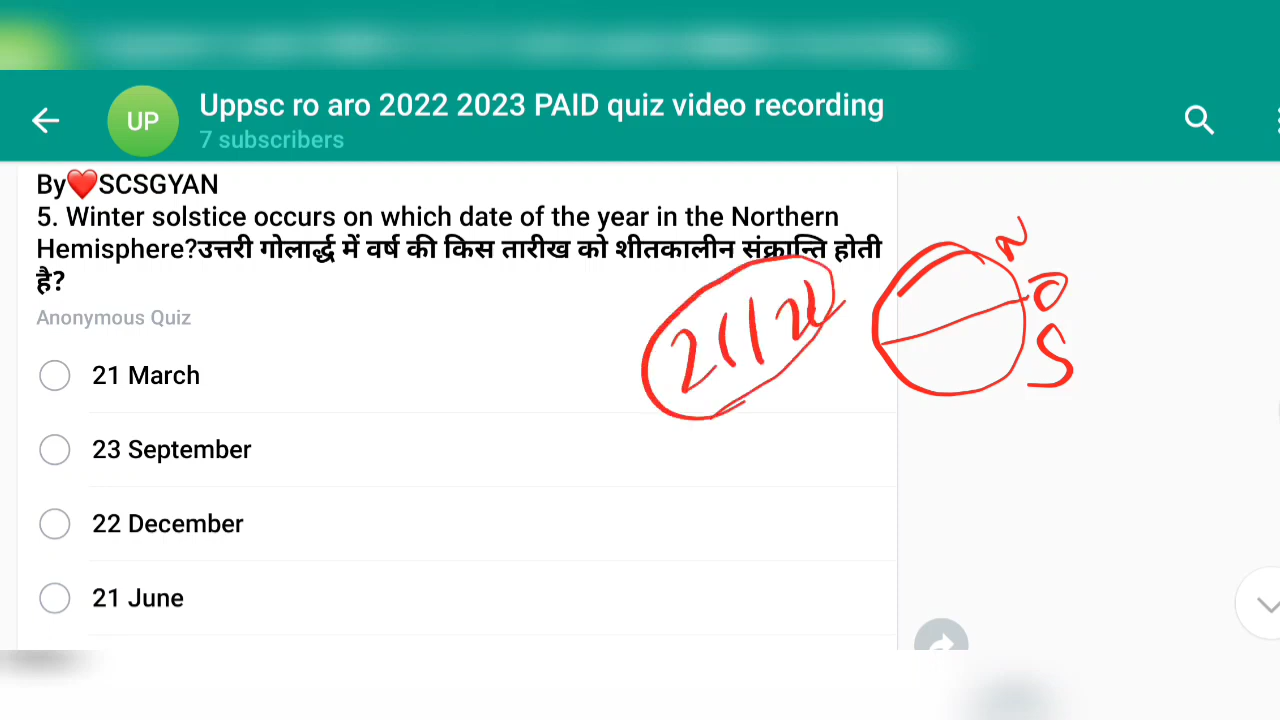 UP
Uppsc ro aro 2022 2023 PAID quiz video recording
7 subscribers
By❤️SCSGYAN
5. Winter solstice occurs on which date of the year in the Northern
Hemisphere?उत्तरी गोलार्द्ध में वर्ष की किस तारीख को शीतकालीन संक्रान्ति होती
है?
Anonymous Quiz
21 March
23 September
22 December
21 June
N
0
S